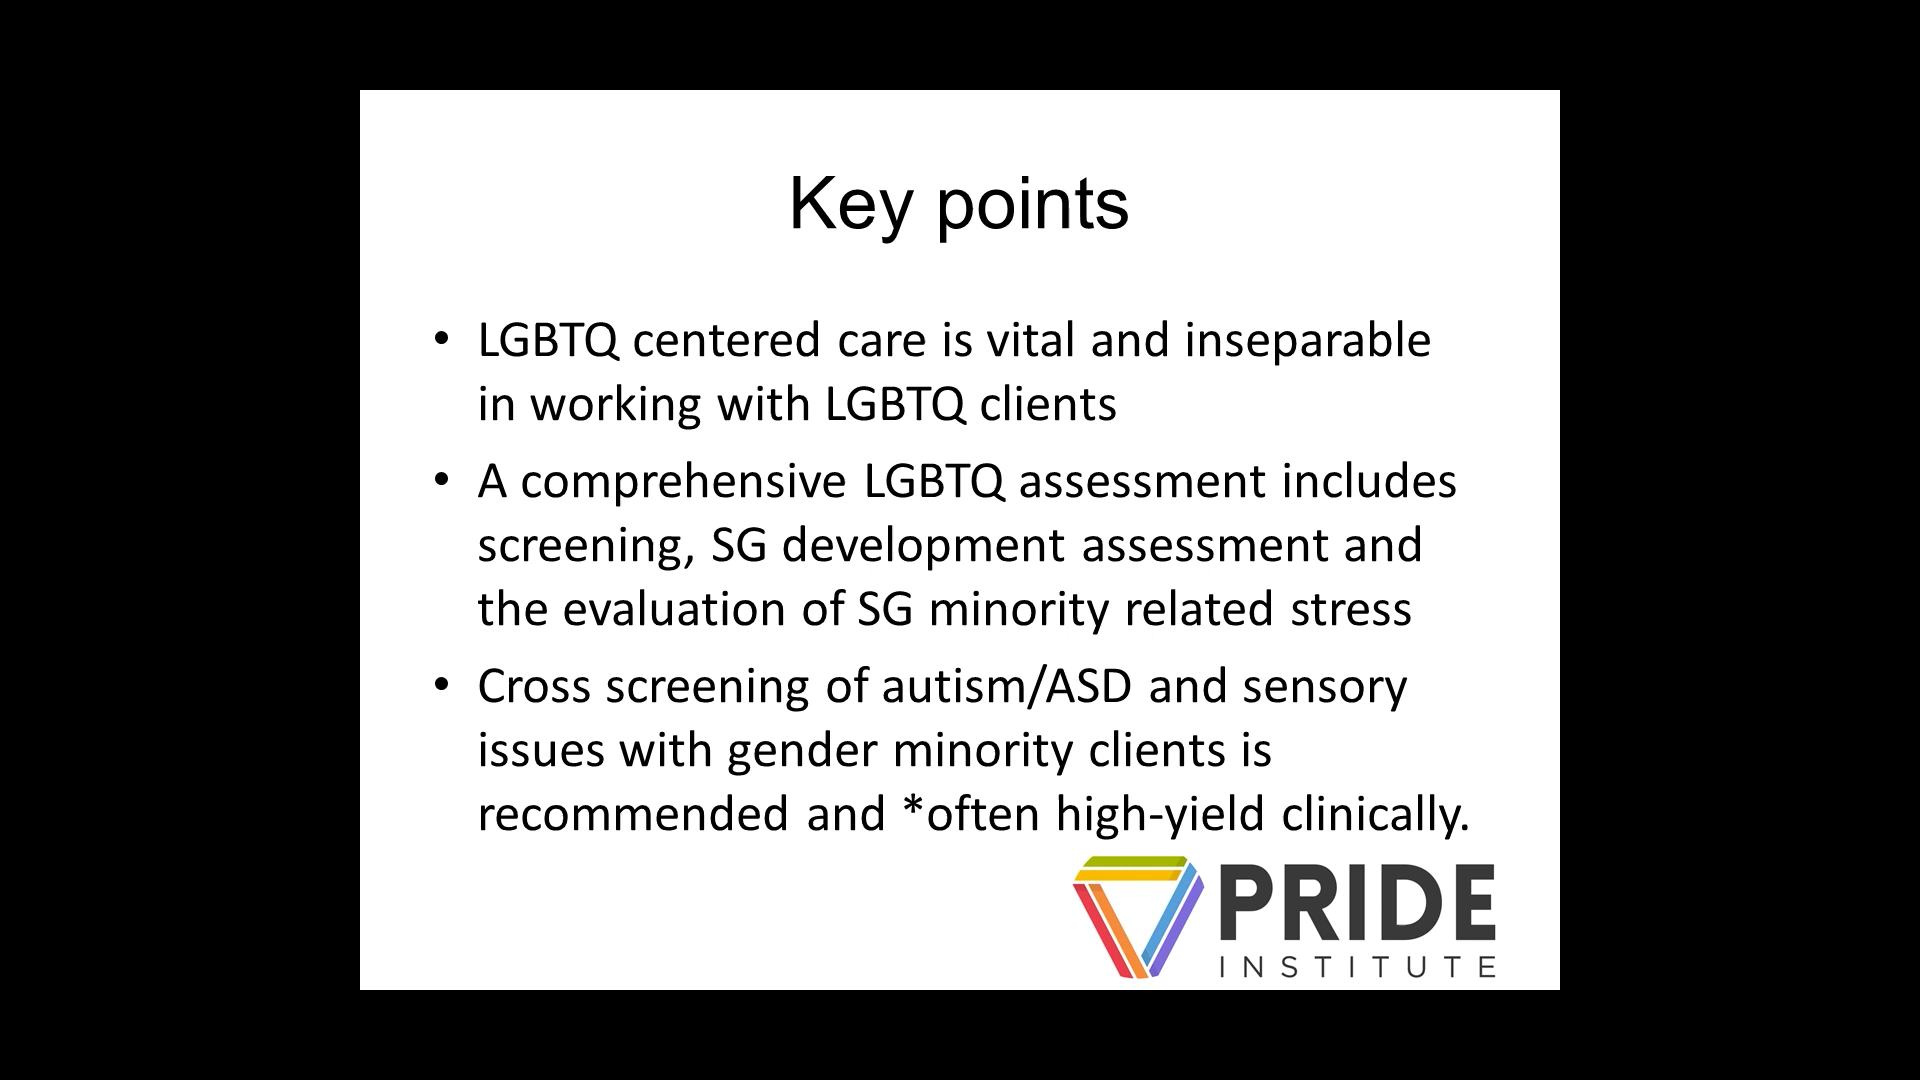 Key points
• LGBTQ centered care is vital and inseparable
in working with LGBTQ clients
• A comprehensive LGBTQ assessment includes
screening, SG development assessment and
the evaluation of SG minority related stress
• Cross screening of autism/ASD and sensory
issues with gender minority clients is
recommended and *often high-yield clinically.
PRIDE
INSTITUTE